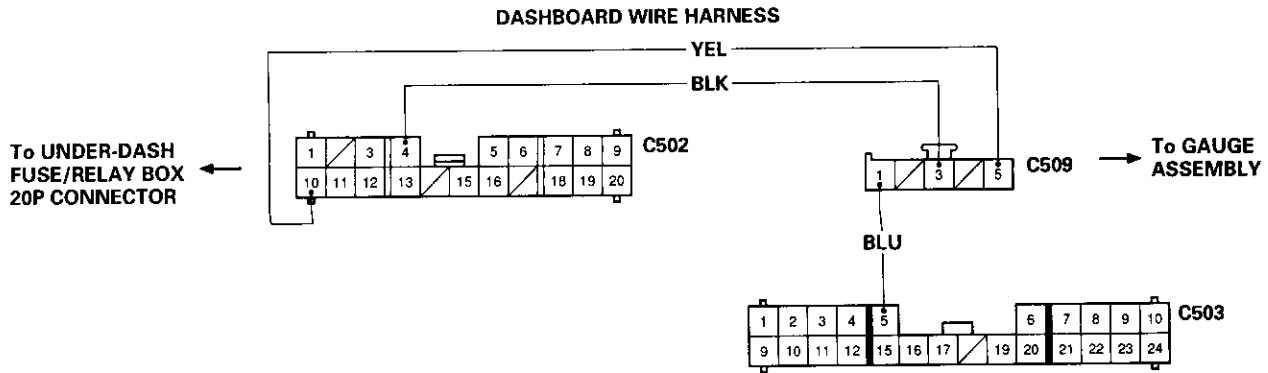 DASHBOARD WIRE HARNESS
YEL
BLK
To UNDER-DASH
FUSE/RELAY BOX
20P CONNECTOR
1 3 4 5 6 7 8 9 C502
10 11 12 13 15 16 18 19 20
1 3 5 C509
To GAUGE
ASSEMBLY
BLU
1 2 3 4 5 6 7 8 9 10 C503
9 10 11 12 15 16 17 19 20 21 22 23 24